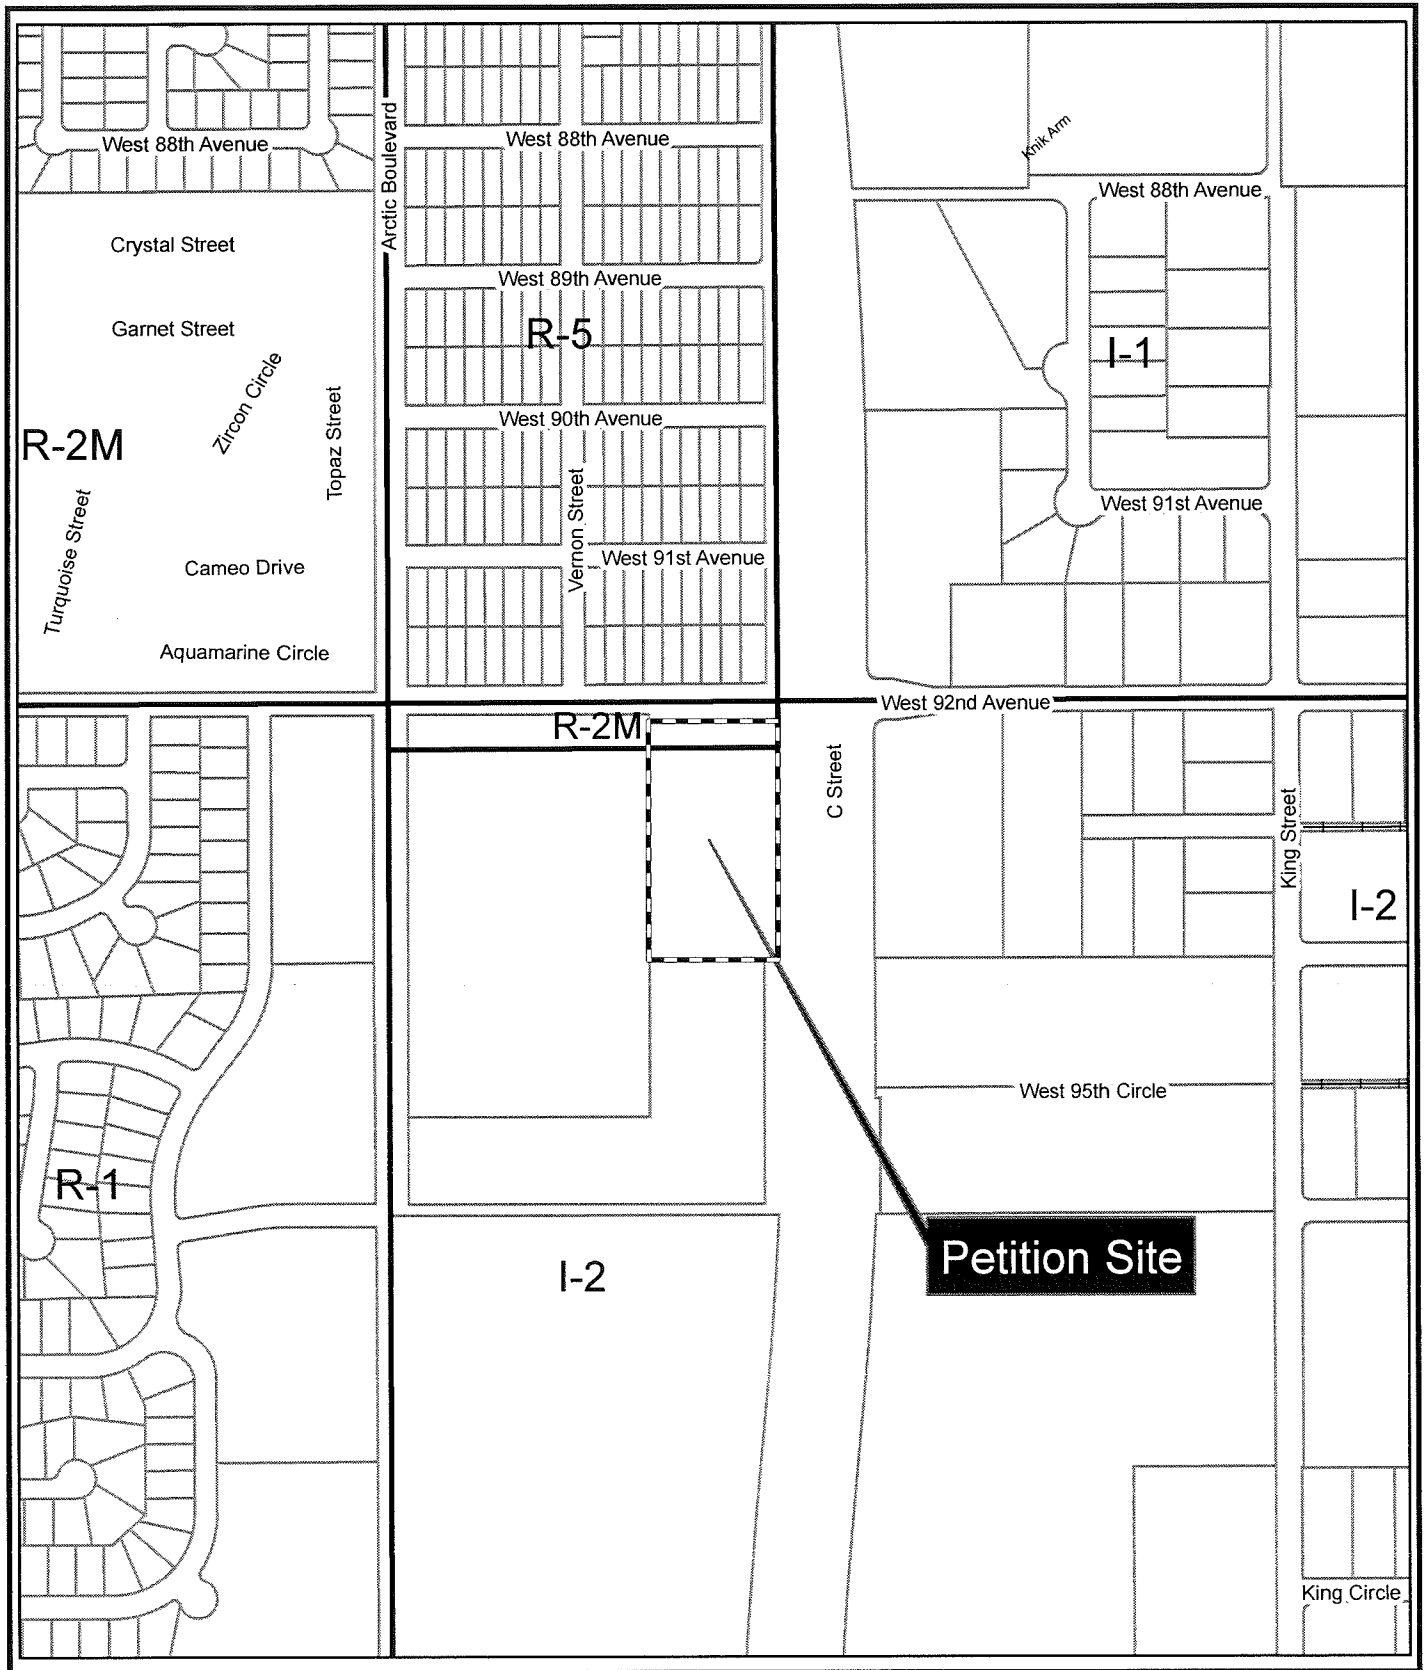 West 88th Avenue
Arctic Boulevard
West 88th Avenue
Knik Arm
West 88th Avenue
Crystal Street
West 89th Avenue
Garnet Street
R-5
I-1
Zircon Circle
Topaz Street
R-2M
West 90th Avenue
Turquoise Street
Vernon Street
West 91st Avenue
Cameo Drive
West 91st Avenue
Aquamarine Circle
West 92nd Avenue
R-2M
C Street
King Street
I-2
West 95th Circle
R-1
Petition Site
I-2
King Circle